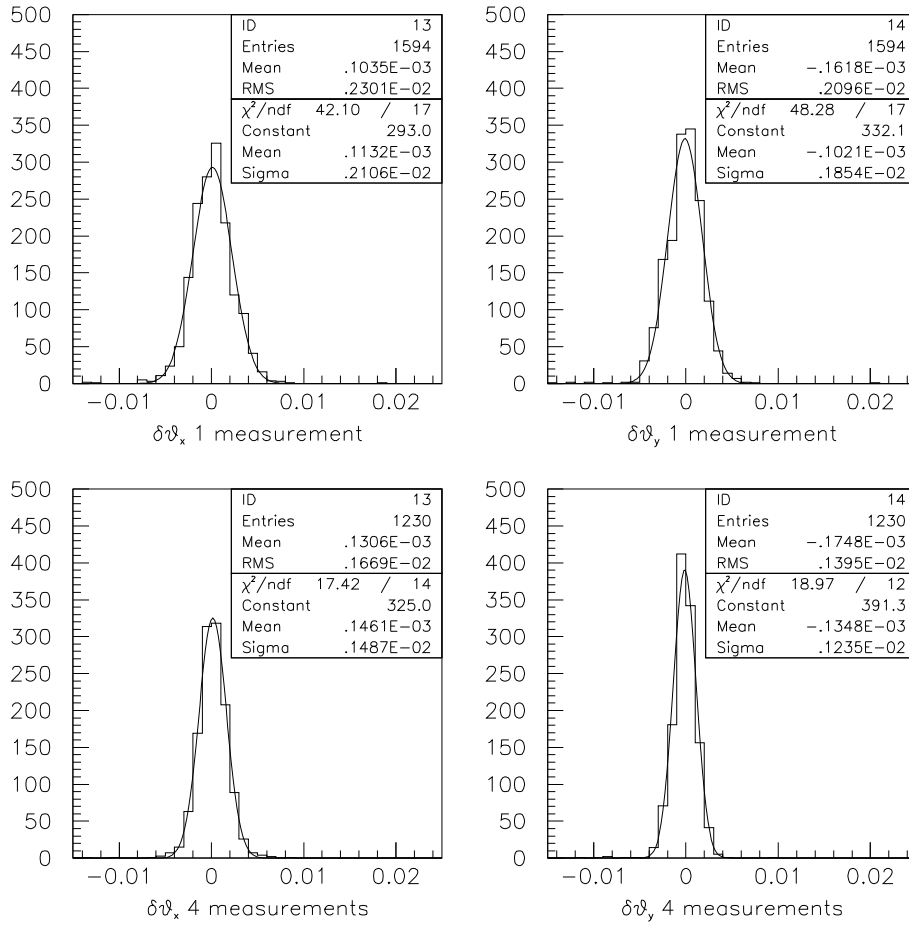 500
450
400
350
300
250
200
150
100
50
0
−0.01 0 0.01 0.02
δϑx 1 measurement
ID 13
Entries 1594
Mean .1035E−03
RMS .2301E−02
χ²/ndf 42.10 / 17
Constant 293.0
Mean .1132E−03
Sigma .2106E−02
500
450
400
350
300
250
200
150
100
50
0
−0.01 0 0.01 0.02
δϑy 1 measurement
ID 14
Entries 1594
Mean −.1618E−03
RMS .2096E−02
χ²/ndf 48.28 / 17
Constant 332.1
Mean −.1021E−03
Sigma .1854E−02
500
450
400
350
300
250
200
150
100
50
0
−0.01 0 0.01 0.02
δϑx 4 measurements
ID 13
Entries 1230
Mean .1306E−03
RMS .1669E−02
χ²/ndf 17.42 / 14
Constant 325.0
Mean .1461E−03
Sigma .1487E−02
500
450
400
350
300
250
200
150
100
50
0
−0.01 0 0.01 0.02
δϑy 4 measurements
ID 14
Entries 1230
Mean −.1748E−03
RMS .1395E−02
χ²/ndf 18.97 / 12
Constant 391.3
Mean −.1348E−03
Sigma .1235E−02